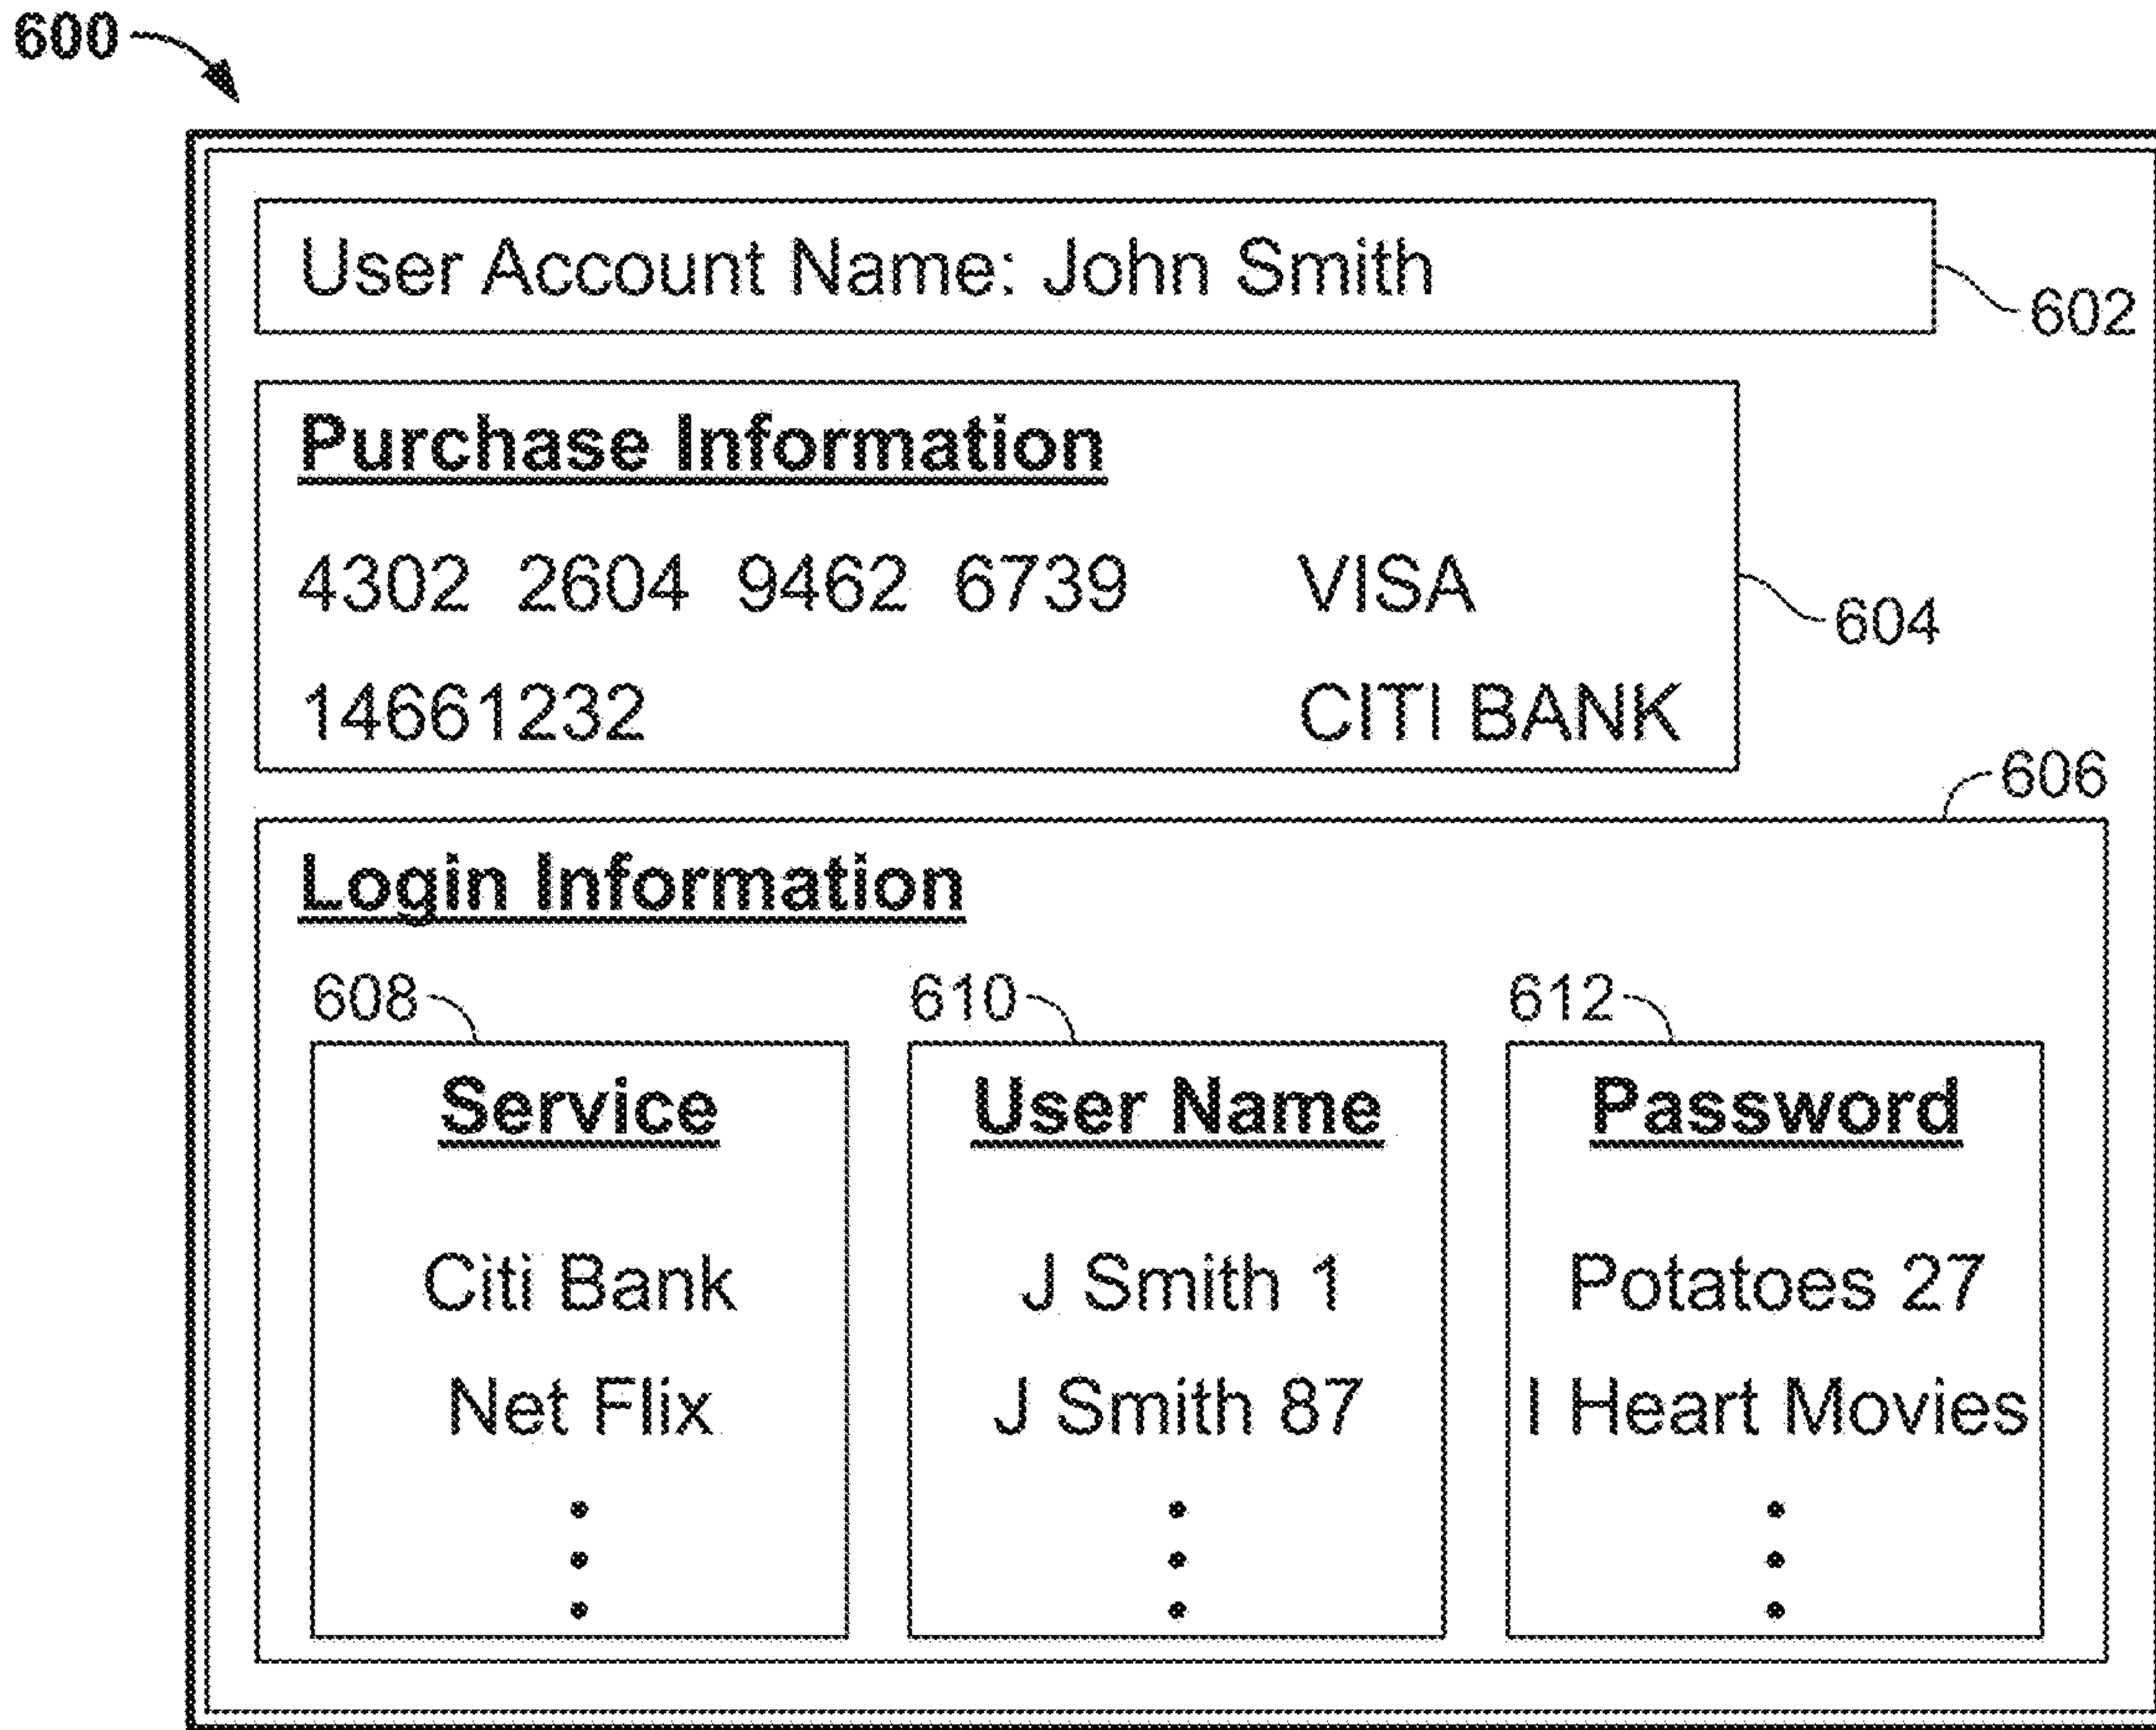 600
User Account Name: John Smith
602
Purchase Information
4302 2604 9462 6739 VISA
604
14661232 CITI BANK
606
Login Information
608 610 612
Service User Name Password
Citi Bank J Smith 1 Potatoes 27
Net Flix J Smith 87 I Heart Movies